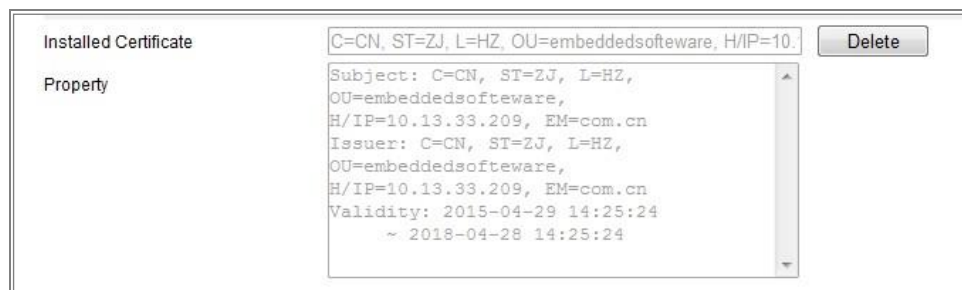 Installed Certificate
C=CN, ST=ZJ, L=HZ, OU=embeddedsofteware, H/IP=10.
Delete
Property
Subject: C=CN, ST=ZJ, L=HZ,
OU=embeddedsofteware,
H/IP=10.13.33.209, EM=com.cn
Issuer: C=CN, ST=ZJ, L=HZ,
OU=embeddedsofteware,
H/IP=10.13.33.209, EM=com.cn
Validity: 2015-04-29 14:25:24
~ 2018-04-28 14:25:24